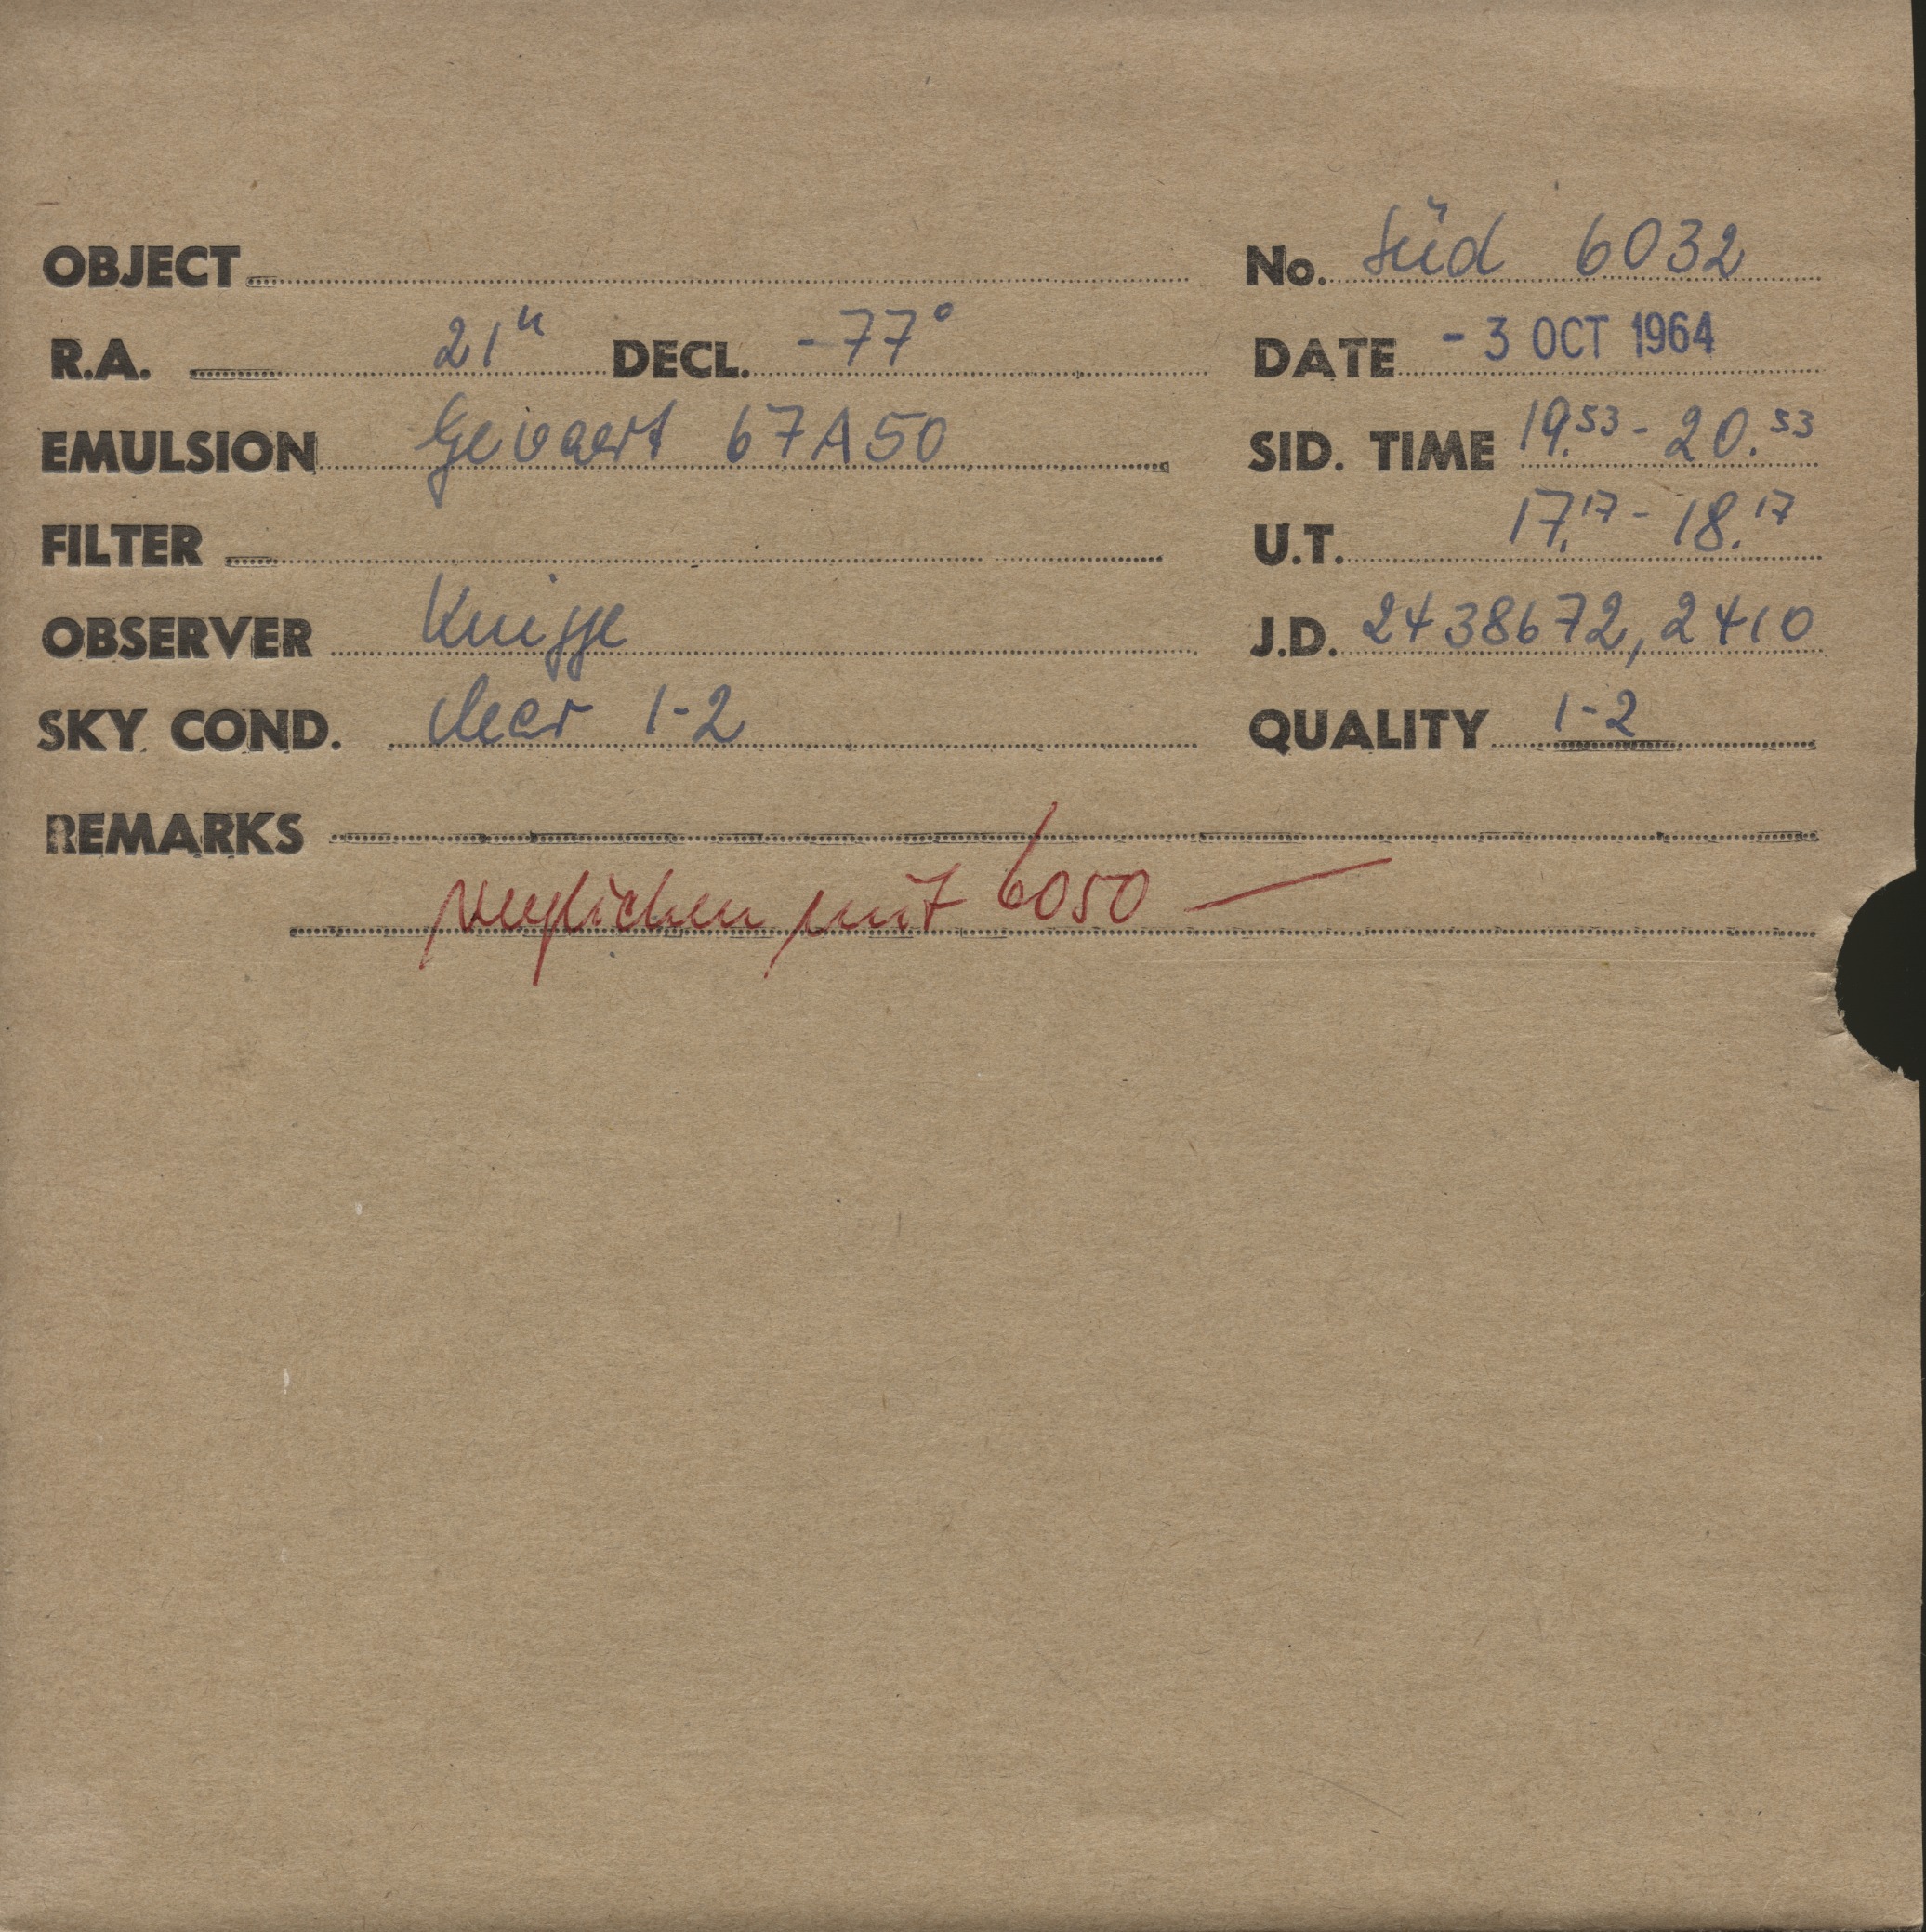 OBJECT No. Süd 6032
R.A. 21h DECL. -77°
DATE - 3 OCT 1964
EMULSION Gevaert 67A50
SID. TIME 19.53 - 20.53
FILTER
U.T. 17.17 - 18.17
OBSERVER Knigge
J.D. 2438672,2410
SKY COND. clear 1-2
QUALITY 1-2
REMARKS
verglichen mit 6050 —